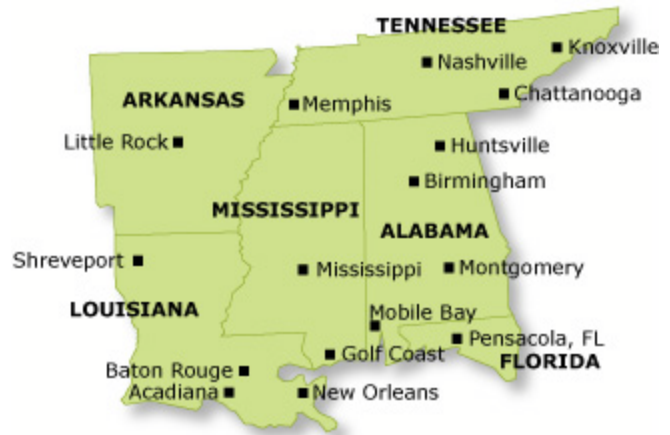 TENNESSEE
Knoxville
Nashville
Chattanooga
ARKANSAS
Memphis
Little Rock
Huntsville
Birmingham
MISSISSIPPI
ALABAMA
Shreveport
Mississippi
Montgomery
LOUISIANA
Mobile Bay
Pensacola, FL
Golf Coast
FLORIDA
Baton Rouge
Acadiana
New Orleans